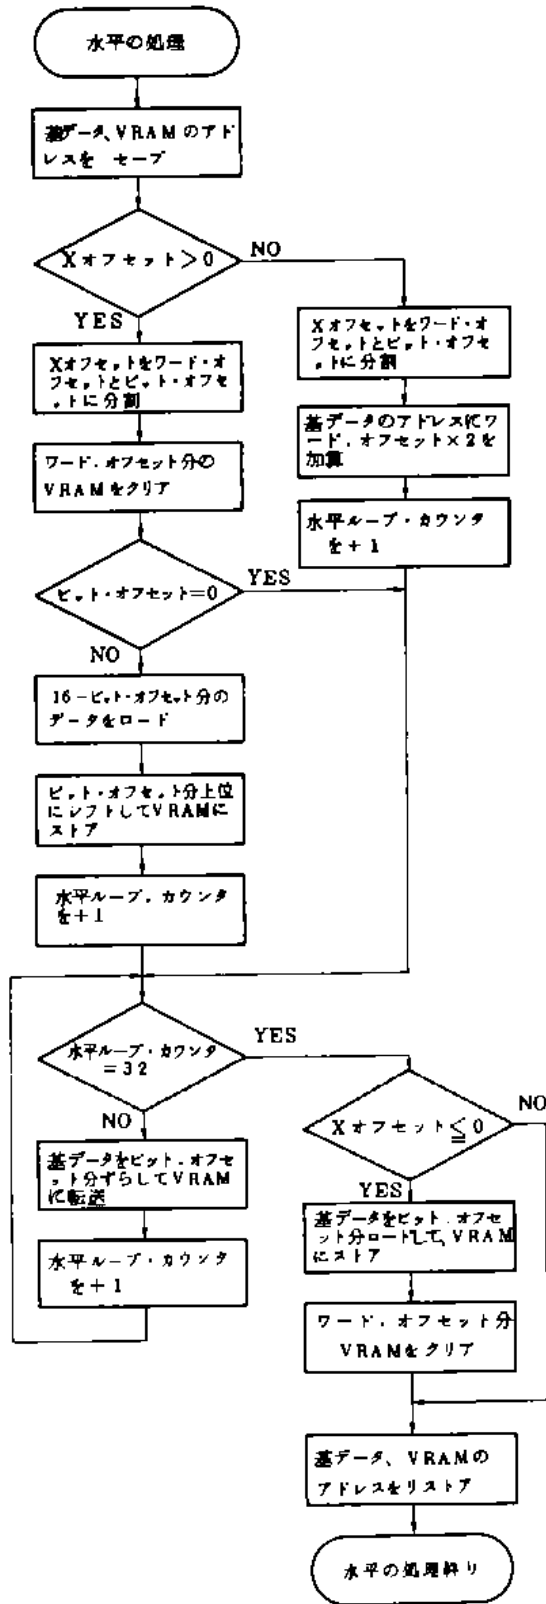 水平の処理
基データ、VRAMのアド
レスを セーブ
Xオフセット>0
NO
YES
Xオフセットをワード・オ
フセットとビット・オフセ
ットに分割
Xオフセットをワード・オ
フセットとビット・オフセ
ットに分割
ワード・オフセット分の
VRAMをクリア
基データのアドレスにワ
ード・オフセット×2を
加算
水平ループ・カウンタ
を+1
ビット・オフセット=0
YES
NO
16-ビット・オフセット分の
データをロード
ビット・オフセット分上位
にシフトしてVRAMに
ストア
水平ループ・カウンタ
を+1
水平ループ・カウンタ
=32
YES
NO
Xオフセット≦0
NO
YES
基データをビット・オフセ
ット分ずらしてVRAM
に転送
水平ループ・カウンタ
を+1
基データをビット・オフセ
ット分ロードして、VRAM
にストア
ワード・オフセット分
VRAMをクリア
基データ、VRAMの
アドレスをリストア
水平の処理終り